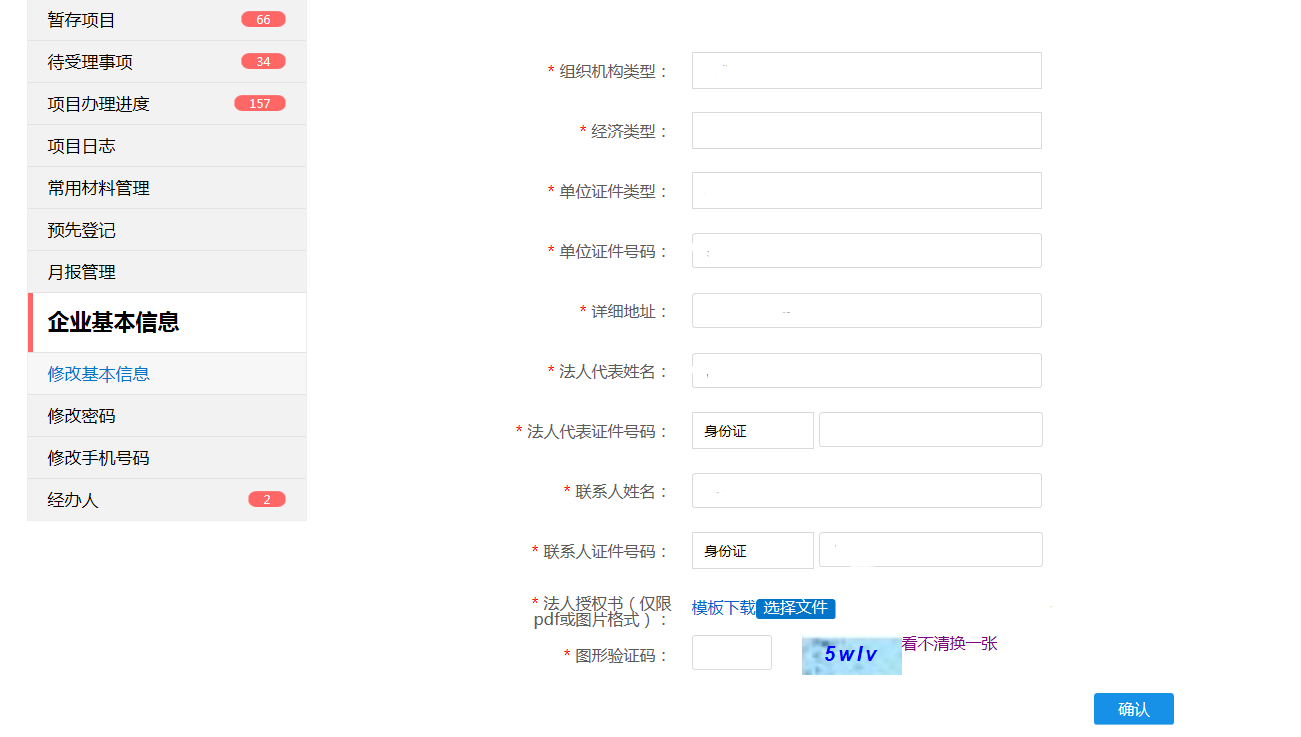 暂存项目 66
待受理事项 34
项目办理进度 157
项目日志
常用材料管理
预先登记
月报管理
企业基本信息
修改基本信息
修改密码
修改手机号码
经办人 2
* 组织机构类型：
* 经济类型：
* 单位证件类型：
* 单位证件号码：
* 详细地址：
* 法人代表姓名：
* 法人代表证件号码： 身份证
* 联系人姓名：
* 联系人证件号码： 身份证
* 法人授权书（仅限
pdf或图片格式）：
模板下载 选择文件
* 图形验证码： 5wlv 看不清换一张
确认